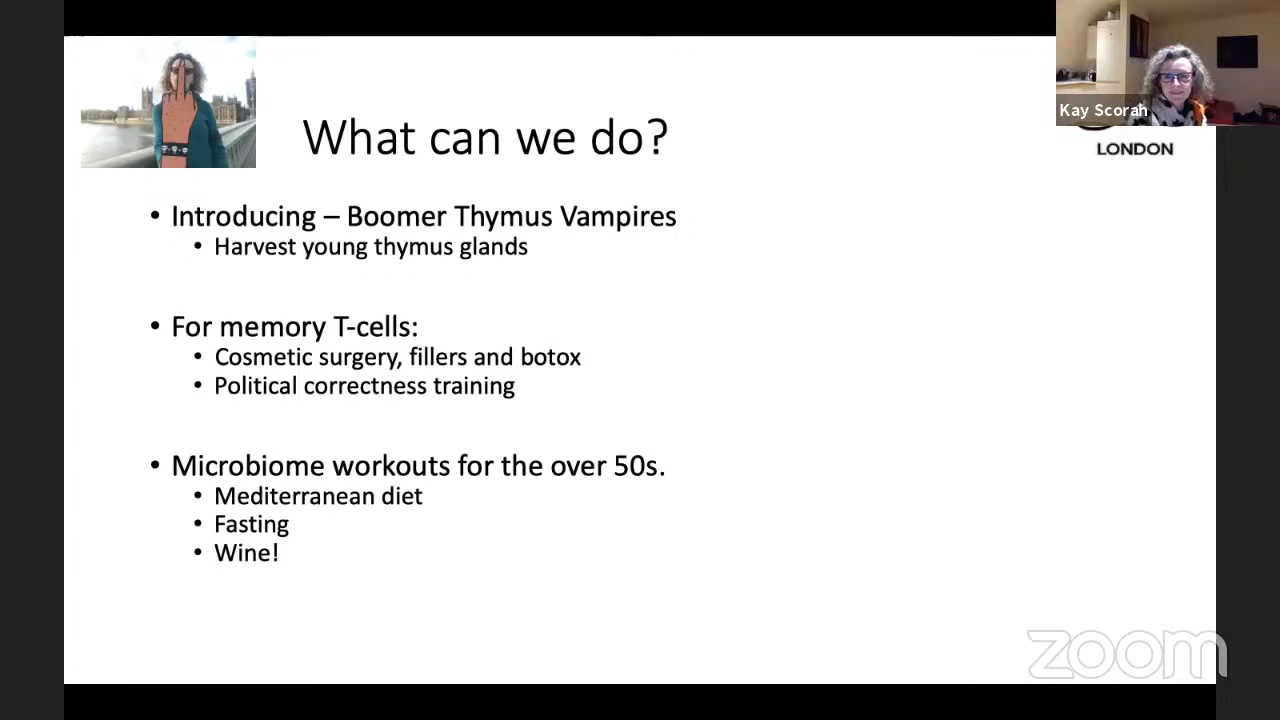 Kay Scorah
LONDON
What can we do?
• Introducing – Boomer Thymus Vampires
• Harvest young thymus glands
• For memory T-cells:
• Cosmetic surgery, fillers and botox
• Political correctness training
• Microbiome workouts for the over 50s.
• Mediterranean diet
• Fasting
• Wine!
zoom